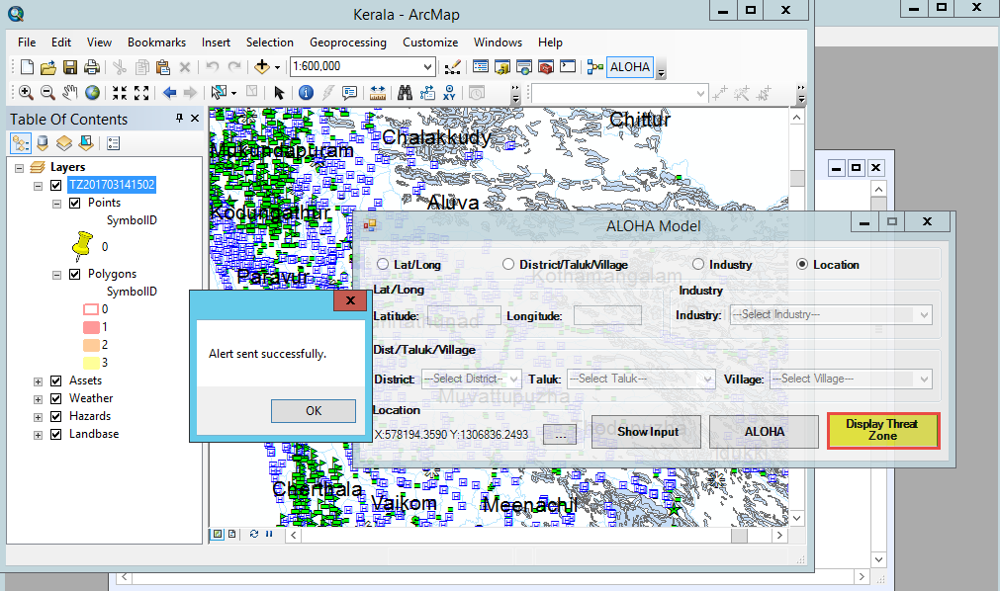 Kerala - ArcMap
File Edit View Bookmarks Insert Selection Geoprocessing Customize Windows Help
1:600,000
ALOHA
Table Of Contents
Layers
TZ201703141502
Points
SymbolID
0
Polygons
SymbolID
0
1
2
3
Assets
Weather
Hazards
Landbase
Chittur
Chalakkudy
Mukundapuram
Aluva
Kodungallur
Paravur
Kothamangalam
Muvattupuzha
Cherthala
Vaikom
Meenachil
ALOHA Model
Lat/Long District/Taluk/Village Industry Location
Lat/Long
Latitude: Longitude:
Industry
Industry: ---Select Industry---
Dist/Taluk/Village
District: ---Select District-- Taluk: ---Select Taluk--- Village: ---Select Village---
Location
X:578194.3590 Y:1306836.2493 ... Show Input ALOHA Display Threat
Zone
Alert sent successfully.
OK